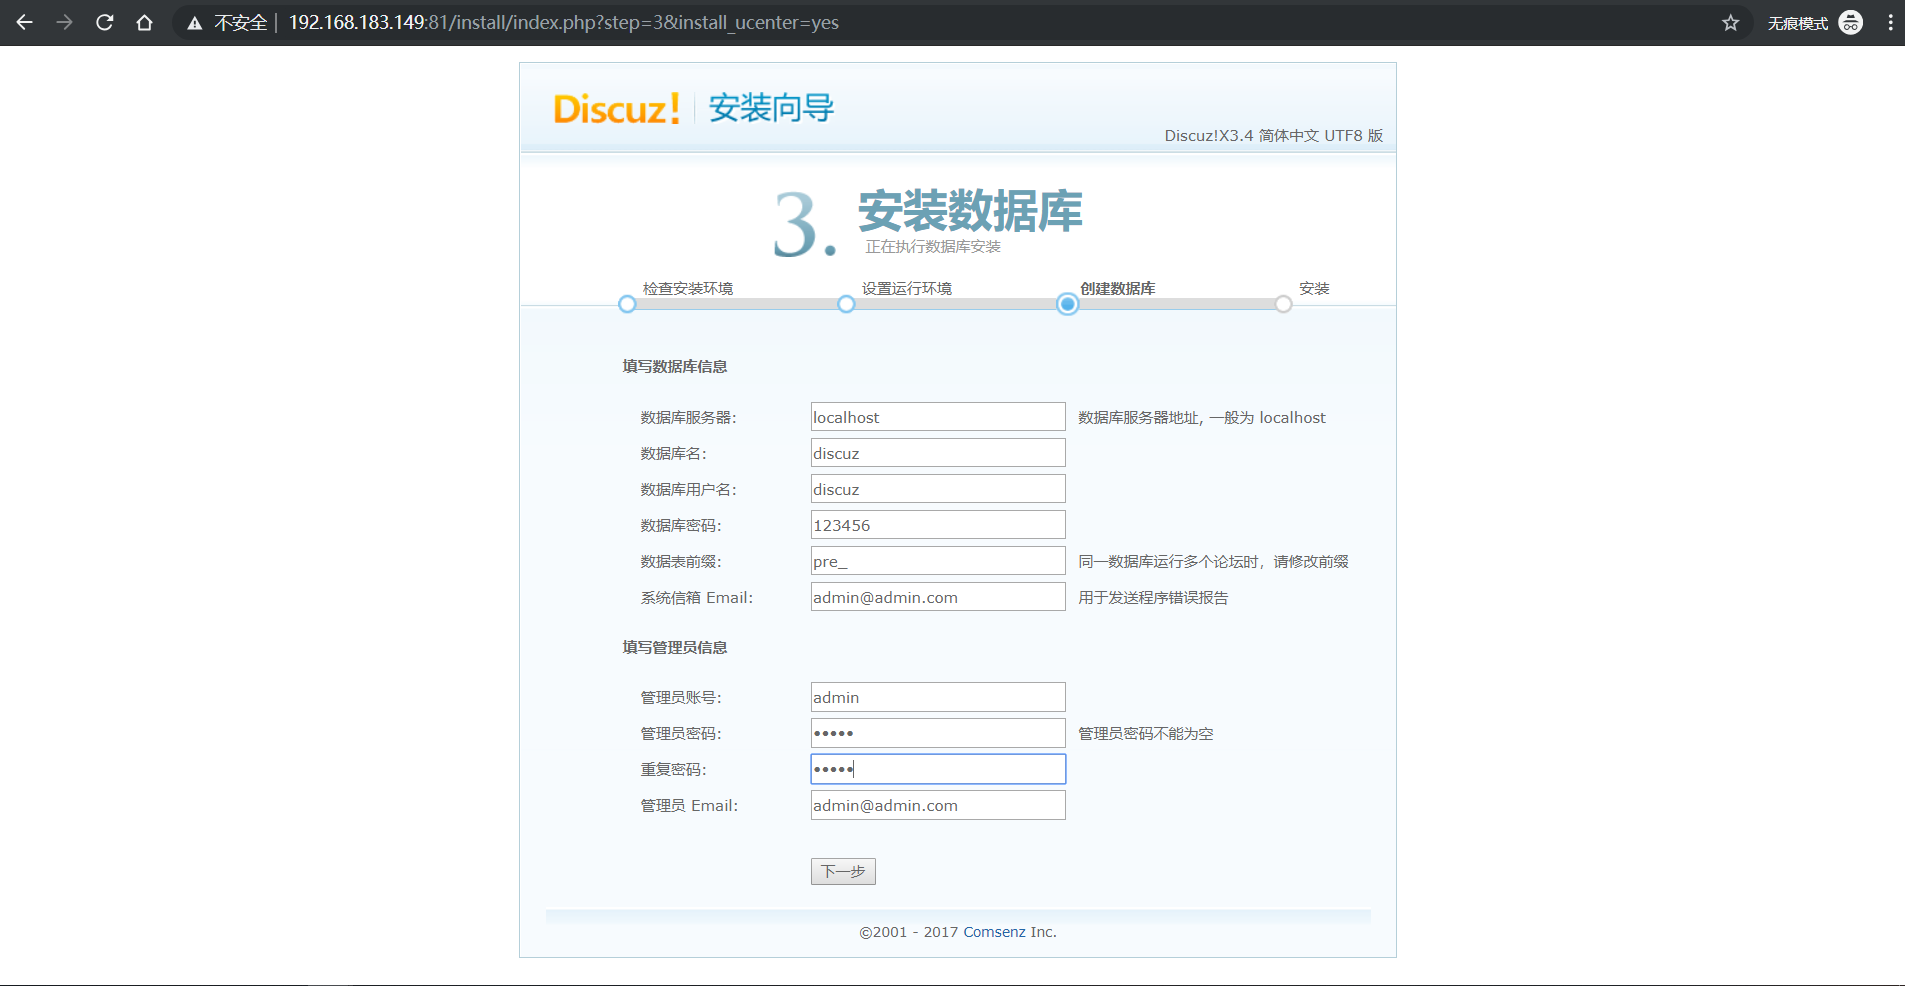 不安全 | 192.168.183.149:81/install/index.php?step=3&install_ucenter=yes 无痕模式
Discuz! 安装向导
Discuz!X3.4 简体中文 UTF8 版
3. 安装数据库
正在执行数据库安装
检查安装环境 设置运行环境 创建数据库 安装
填写数据库信息
数据库服务器: localhost 数据库服务器地址, 一般为 localhost
数据库名: discuz
数据库用户名: discuz
数据库密码: 123456
数据表前缀: pre_ 同一数据库运行多个论坛时，请修改前缀
系统信箱 Email: admin@admin.com 用于发送程序错误报告
填写管理员信息
管理员账号: admin
管理员密码: ••••• 管理员密码不能为空
重复密码: •••••
管理员 Email: admin@admin.com
下一步
©2001 - 2017 Comsenz Inc.